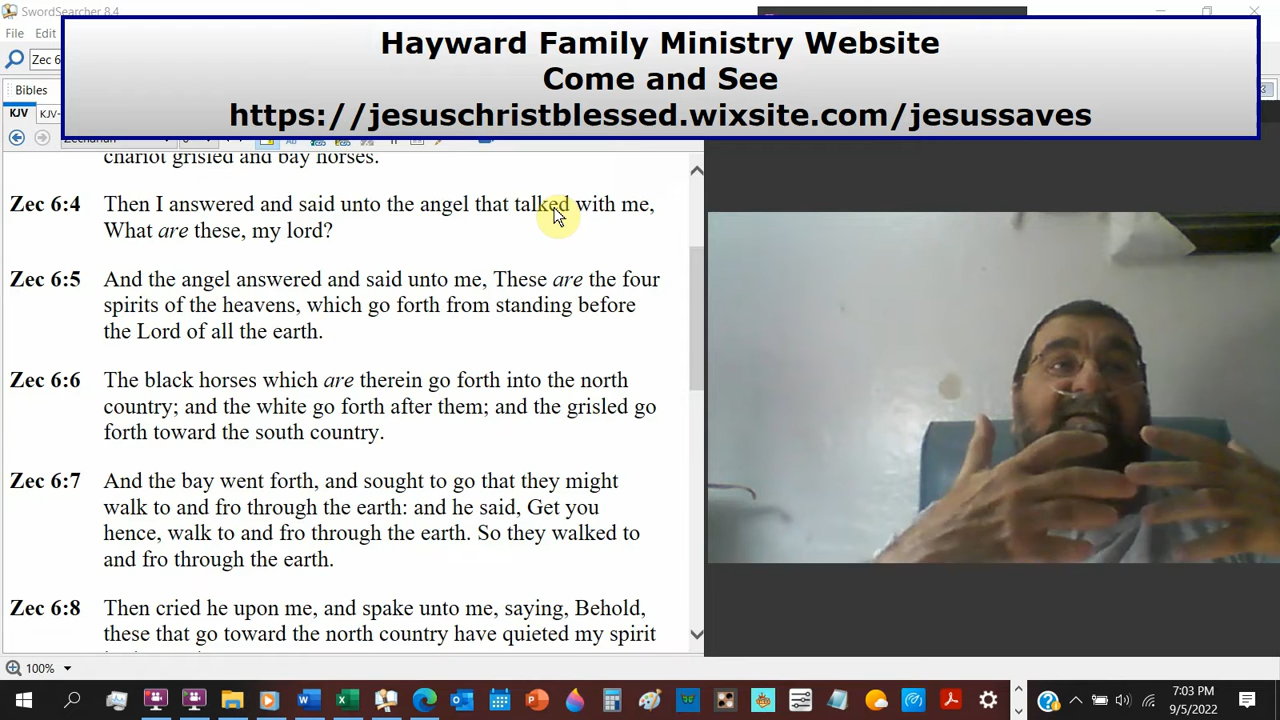 SwordSearcher 8.4
File Edit
Hayward Family Ministry Website
Come and See
https://jesuschristblessed.wixsite.com/jesussaves
Zec 6
Bibles
KJV KJV-
chariot grisled and bay horses.
Zec 6:4 Then I answered and said unto the angel that talked with me,
What are these, my lord?
Zec 6:5 And the angel answered and said unto me, These are the four
spirits of the heavens, which go forth from standing before
the Lord of all the earth.
Zec 6:6 The black horses which are therein go forth into the north
country; and the white go forth after them; and the grisled go
forth toward the south country.
Zec 6:7 And the bay went forth, and sought to go that they might
walk to and fro through the earth: and he said, Get you
hence, walk to and fro through the earth. So they walked to
and fro through the earth.
Zec 6:8 Then cried he upon me, and spake unto me, saying, Behold,
these that go toward the north country have quieted my spirit
100%
7:03 PM
9/5/2022